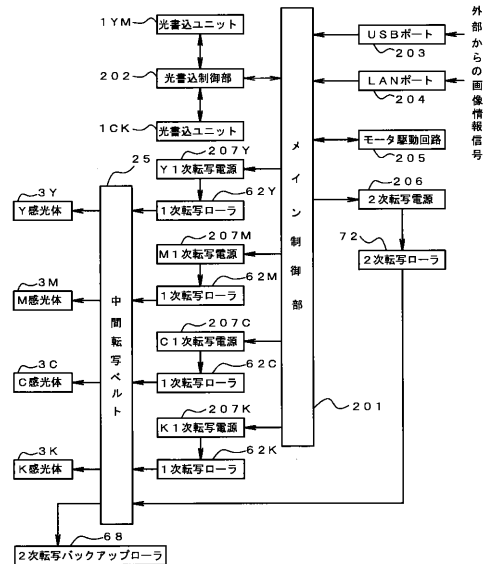 1YM
光書込ユニット
202
光書込制御部
1CK
光書込ユニット
USBポート
203
LANポート
204
外部からの画像情報信号
モータ駆動回路
205
メイン制御部
201
206
2次転写電源
72
2次転写ローラ
25
中間転写ベルト
207Y
Y1次転写電源
3Y
Y感光体
62Y
1次転写ローラ
207M
M1次転写電源
3M
M感光体
62M
1次転写ローラ
207C
C1次転写電源
3C
C感光体
62C
1次転写ローラ
207K
K1次転写電源
3K
K感光体
62K
1次転写ローラ
68
2次転写バックアップローラ